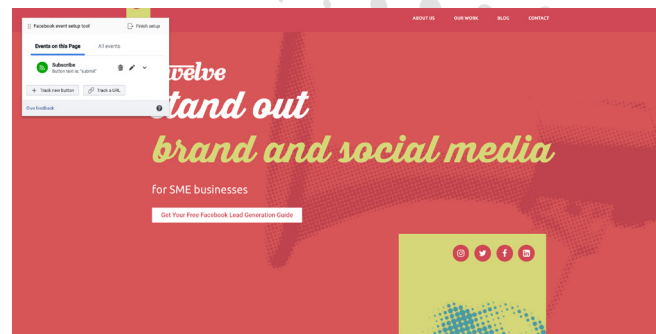 ABOUT US OUR WORK BLOG CONTACT
Facebook event setup tool Finish setup
Events on this Page All events
Subscribe
Button text is: "submit"
+ Track new button Track a URL
Give feedback
twelve
stand out
brand and social media
for SME businesses
Get Your Free Facebook Lead Generation Guide